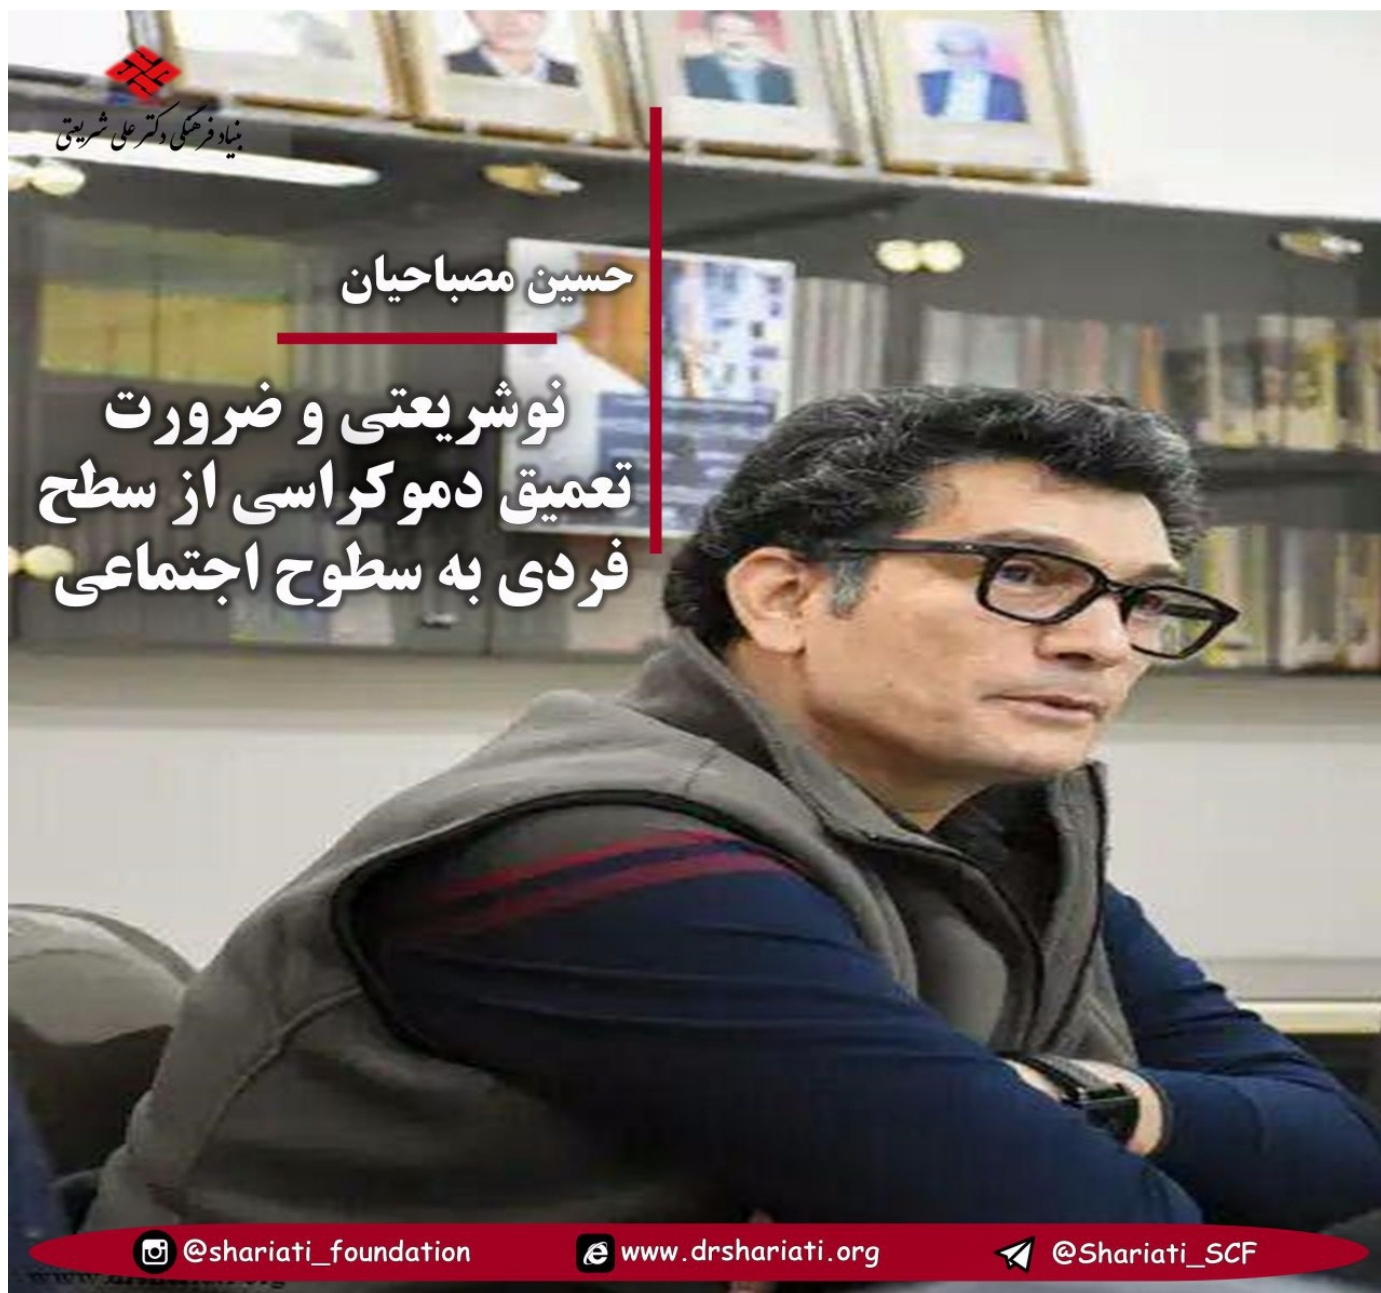 بنیاد فرهنگی دکتر علی شریعتی
حسین مصباحیان
نوشریعتی و ضرورت
تعمیق دموکراسی از سطح
فردی به سطوح اجتماعی
@shariati_foundation
www.drshariati.org
@Shariati_SCF